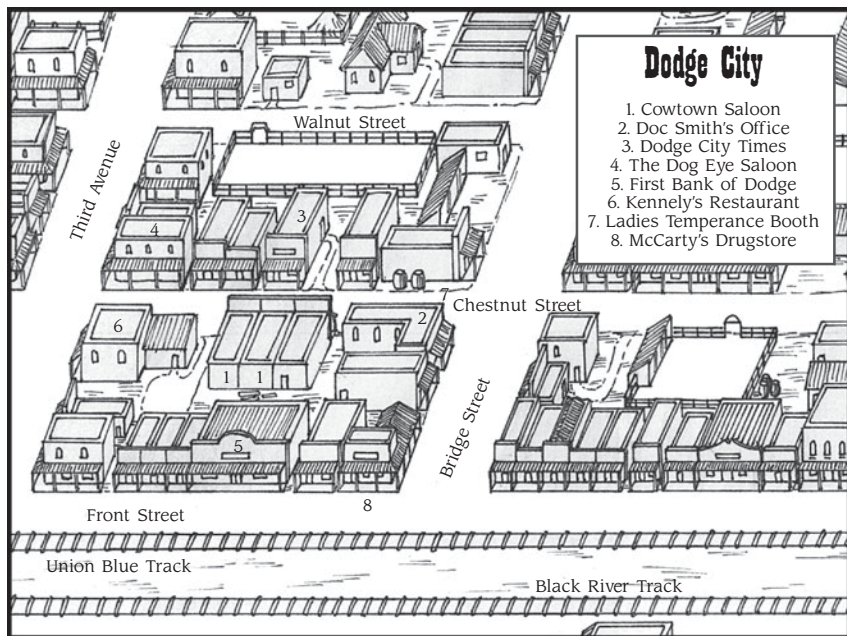 Dodge City
1. Cowtown Saloon
2. Doc Smith's Office
3. Dodge City Times
4. The Dog Eye Saloon
5. First Bank of Dodge
6. Kennely's Restaurant
7. Ladies Temperance Booth
8. McCarty's Drugstore
Walnut Street
Third Avenue
3
4
7
Chestnut Street
6
2
1 1
Bridge Street
5
8
Front Street
Union Blue Track
Black River Track